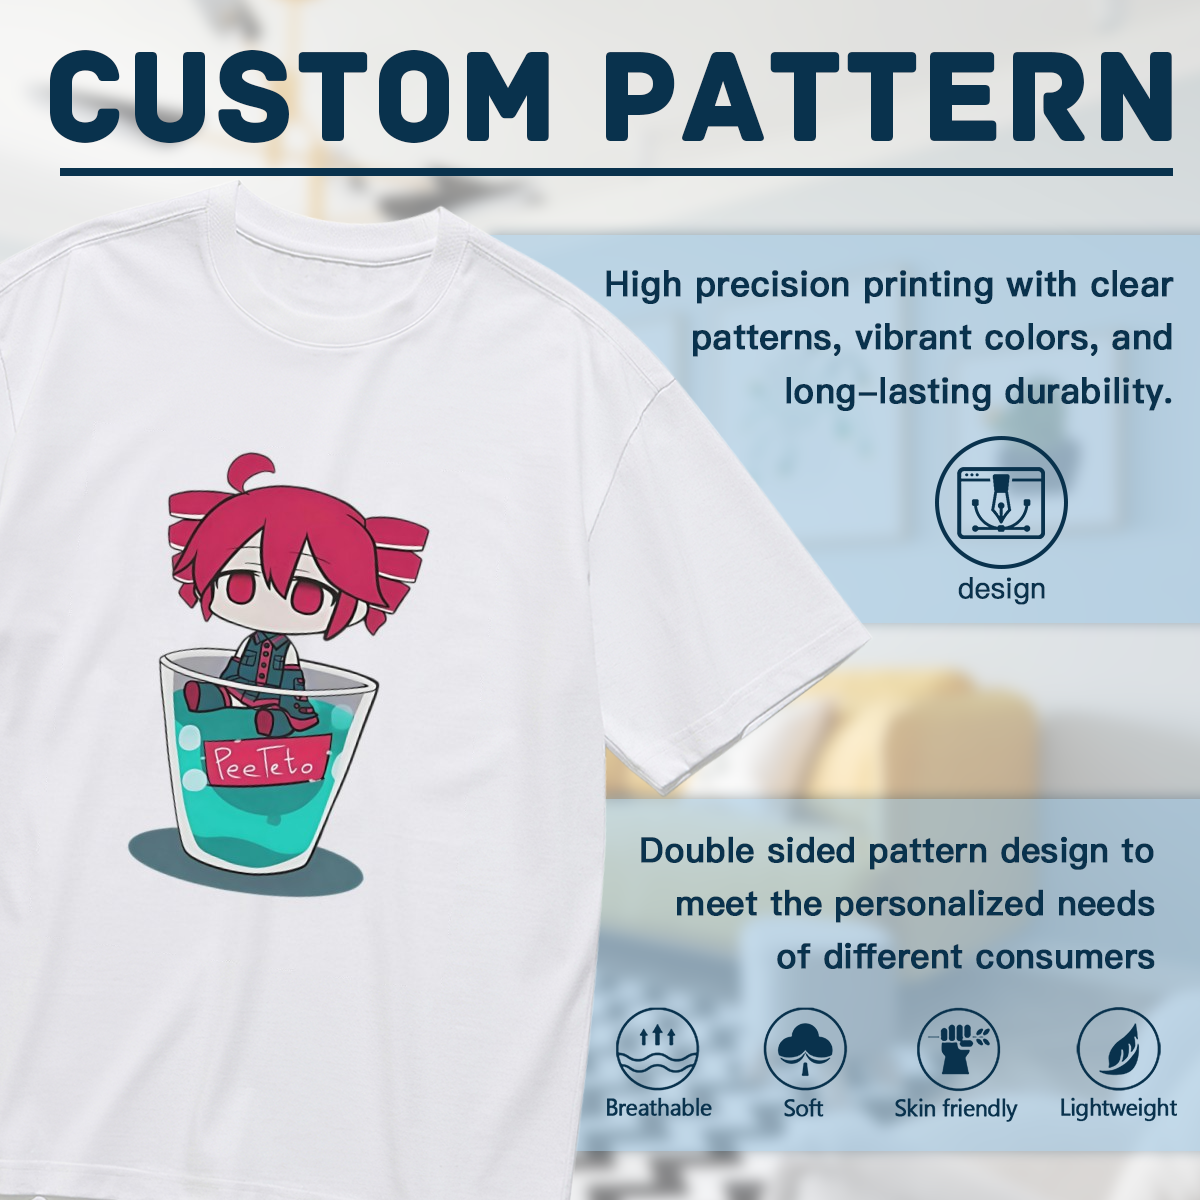 CUSTOM PATTERN
High precision printing with clear
patterns, vibrant colors, and
long-lasting durability.
design
PeeTeto
Double sided pattern design to
meet the personalized needs
of different consumers
Breathable
Soft
Skin friendly
Lightweight